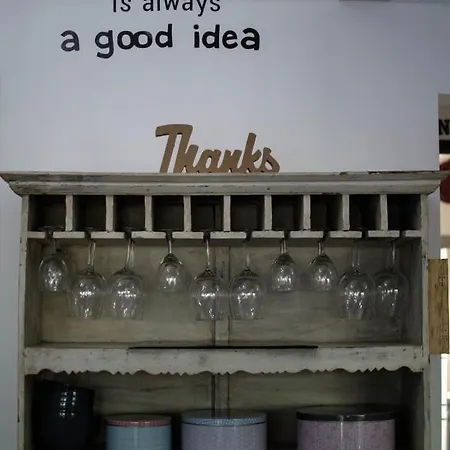 is always
a good idea
Thanks
N